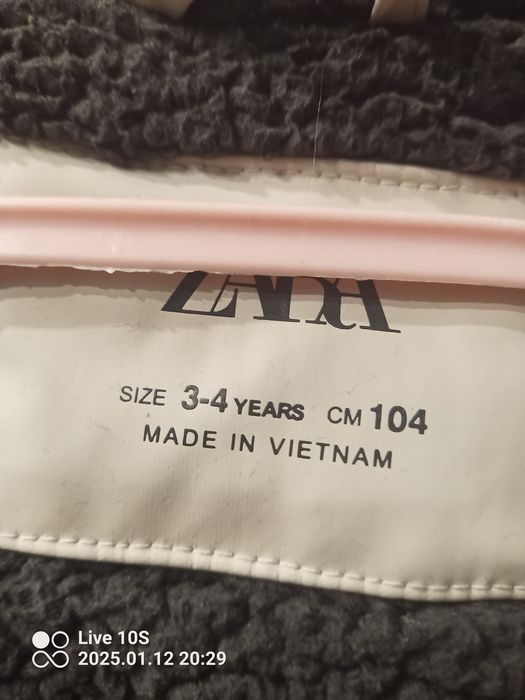 ZARA
SIZE 3-4 YEARS CM 104
MADE IN VIETNAM
Live 10S
2025.01.12 20:29